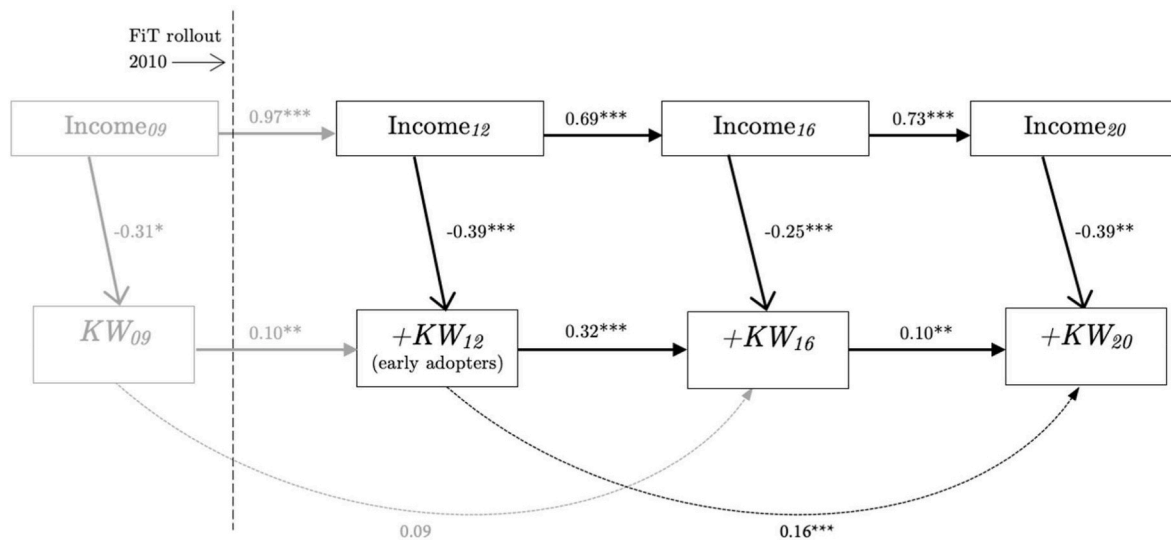 FiT rollout
2010
Income09 0.97*** Income12 0.69*** Income16 0.73*** Income20
-0.31* -0.39*** -0.25*** -0.39**
KW09 0.10** +KW12 0.32*** +KW16 0.10** +KW20
(early adopters)
0.09 0.16***